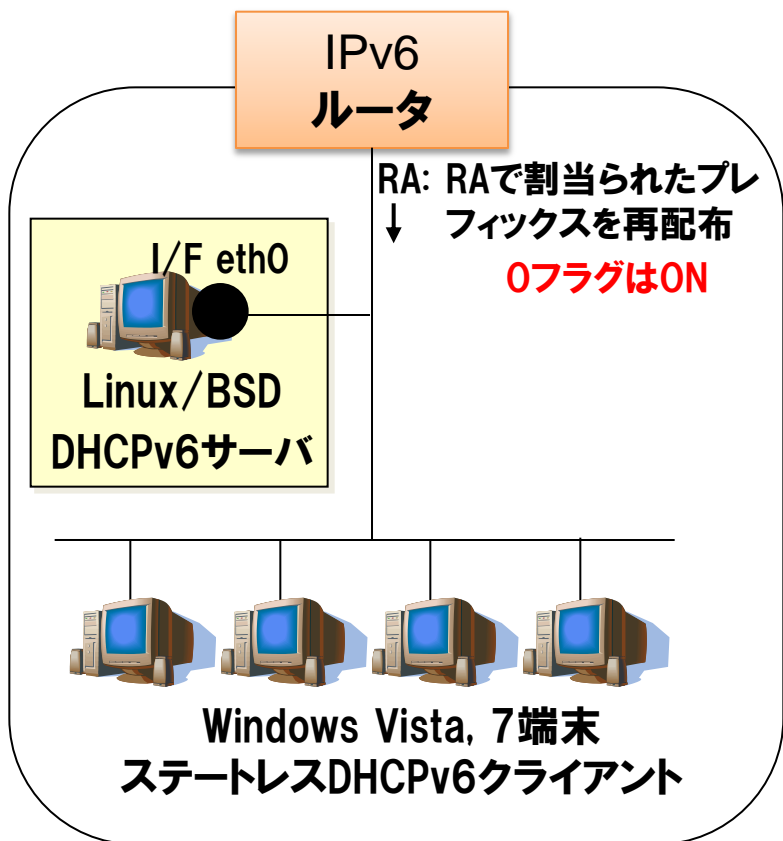 IPv6
ルータ
RA: RAで割当られたプレ
↓ フィックスを再配布
OフラグはON
I/F eth0
Linux/BSD
DHCPv6サーバ
Windows Vista, 7端末
ステートレスDHCPv6クライアント